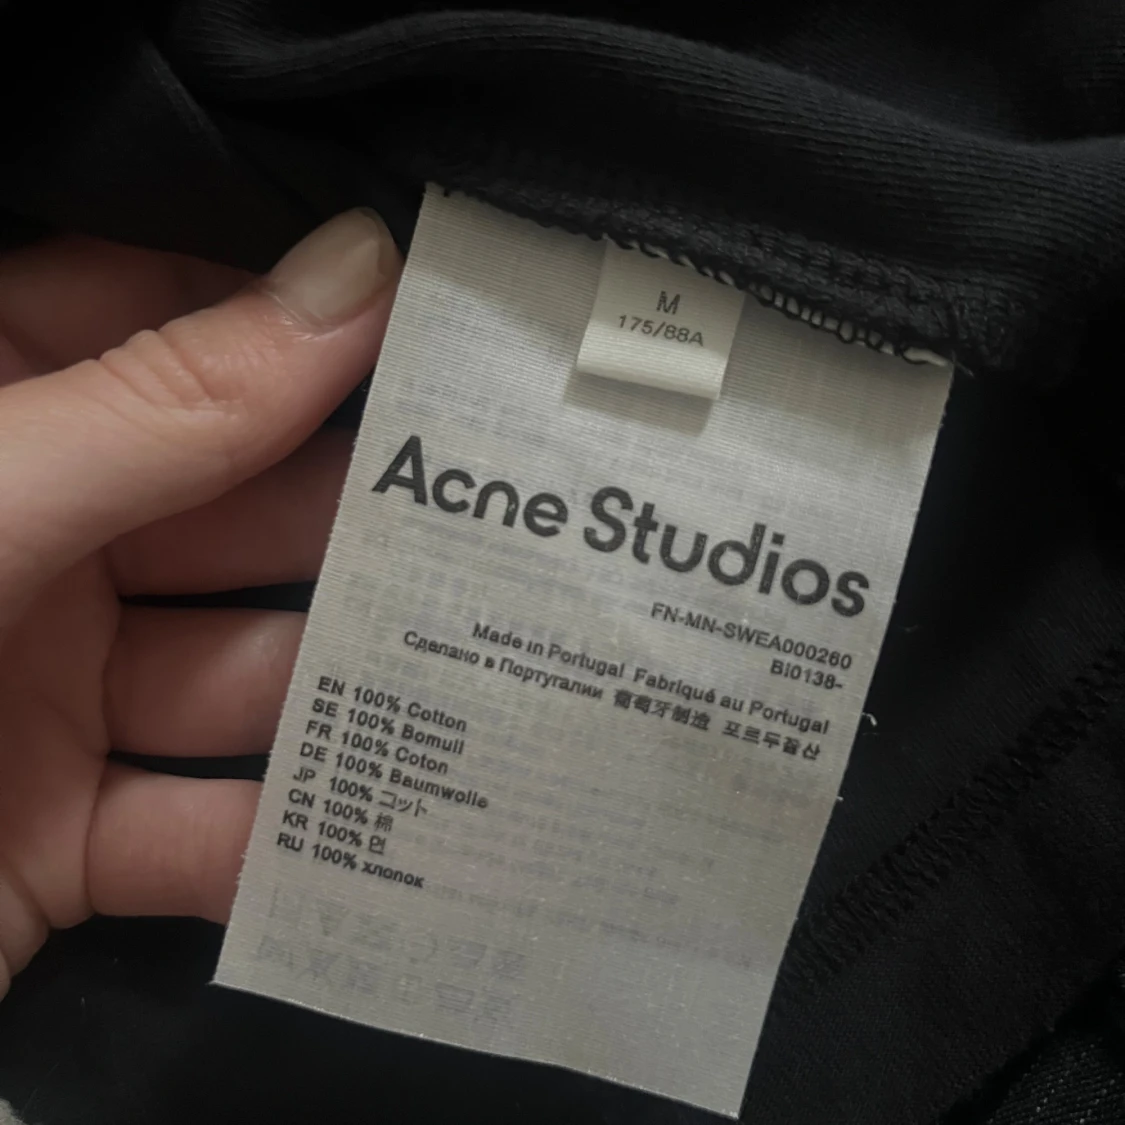 M
175/88A
Acne Studios
FN-MN-SWEA000260
BI0138-
Made in Portugal Fabriqué au Portugal
Сделано в Португалии 葡萄牙制造 포르투갈산
EN 100% Cotton
SE 100% Bomull
FR 100% Coton
DE 100% Baumwolle
JP 100% コット
CN 100% 棉
KR 100% 면
RU 100% хлопок